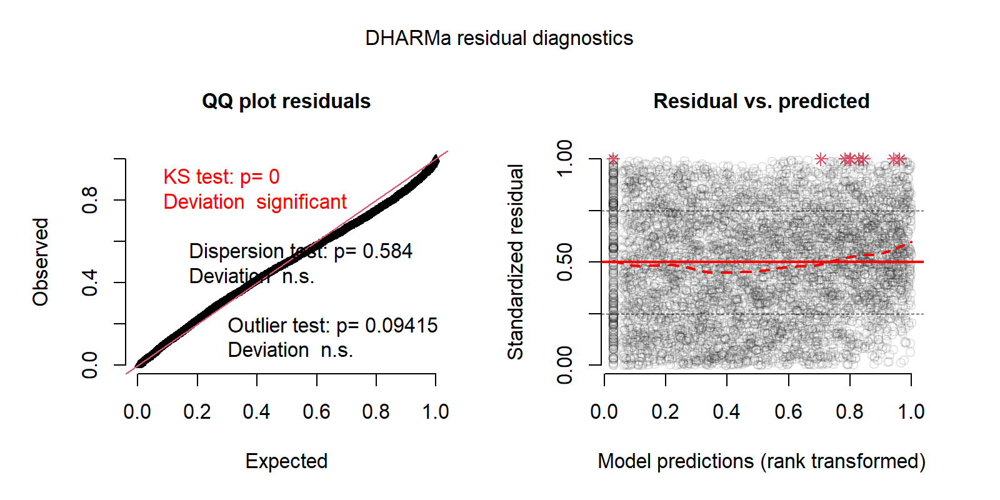 DHARMa residual diagnostics
QQ plot residuals
KS test: p= 0
Deviation  significant
Dispersion test: p= 0.584
Deviation  n.s.
Outlier test: p= 0.09415
Deviation  n.s.
Observed
0.0
0.4
0.8
0.0 0.2 0.4 0.6 0.8 1.0
Expected
Residual vs. predicted
Standardized residual
0.00
0.50
1.00
0.0 0.2 0.4 0.6 0.8 1.0
Model predictions (rank transformed)